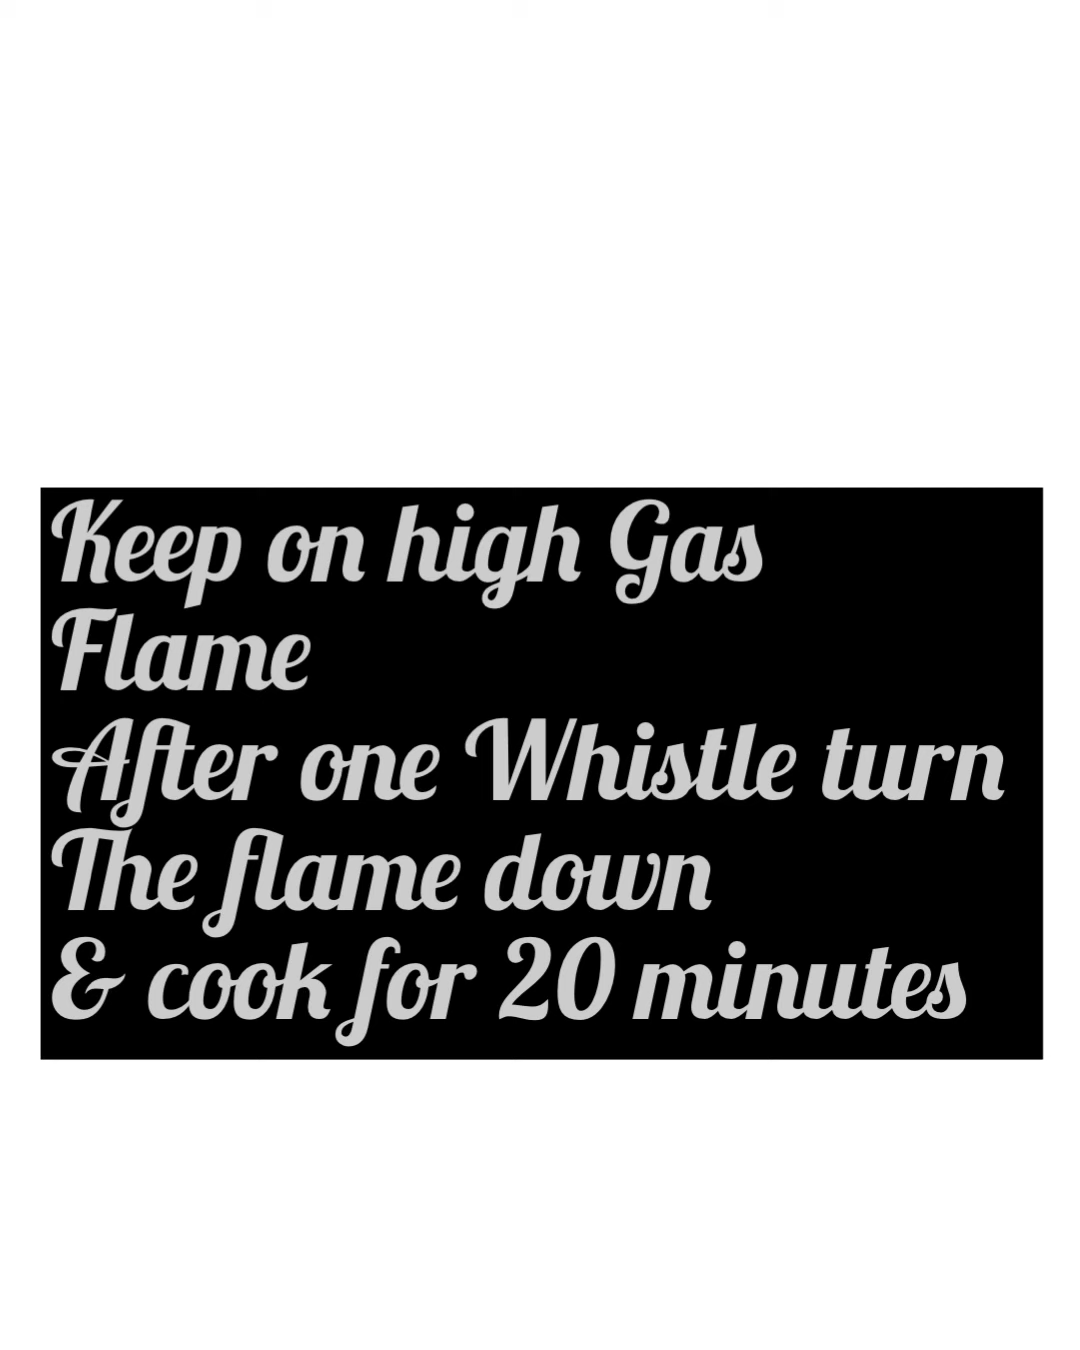 Keep on high Gas
Flame
After one Whistle turn
The flame down
& cook for 20 minutes